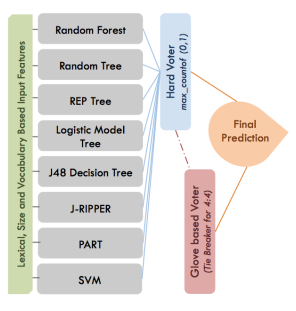 Lexical, Size and Vocabulary Based Input Features
Random Forest
Random Tree
REP Tree
Logistic Model
Tree
J48 Decision Tree
J-RIPPER
PART
SVM
Hard Voter
max_countof (0,1)
Glove based Voter
(Tie Breaker for 4:4)
Final
Prediction